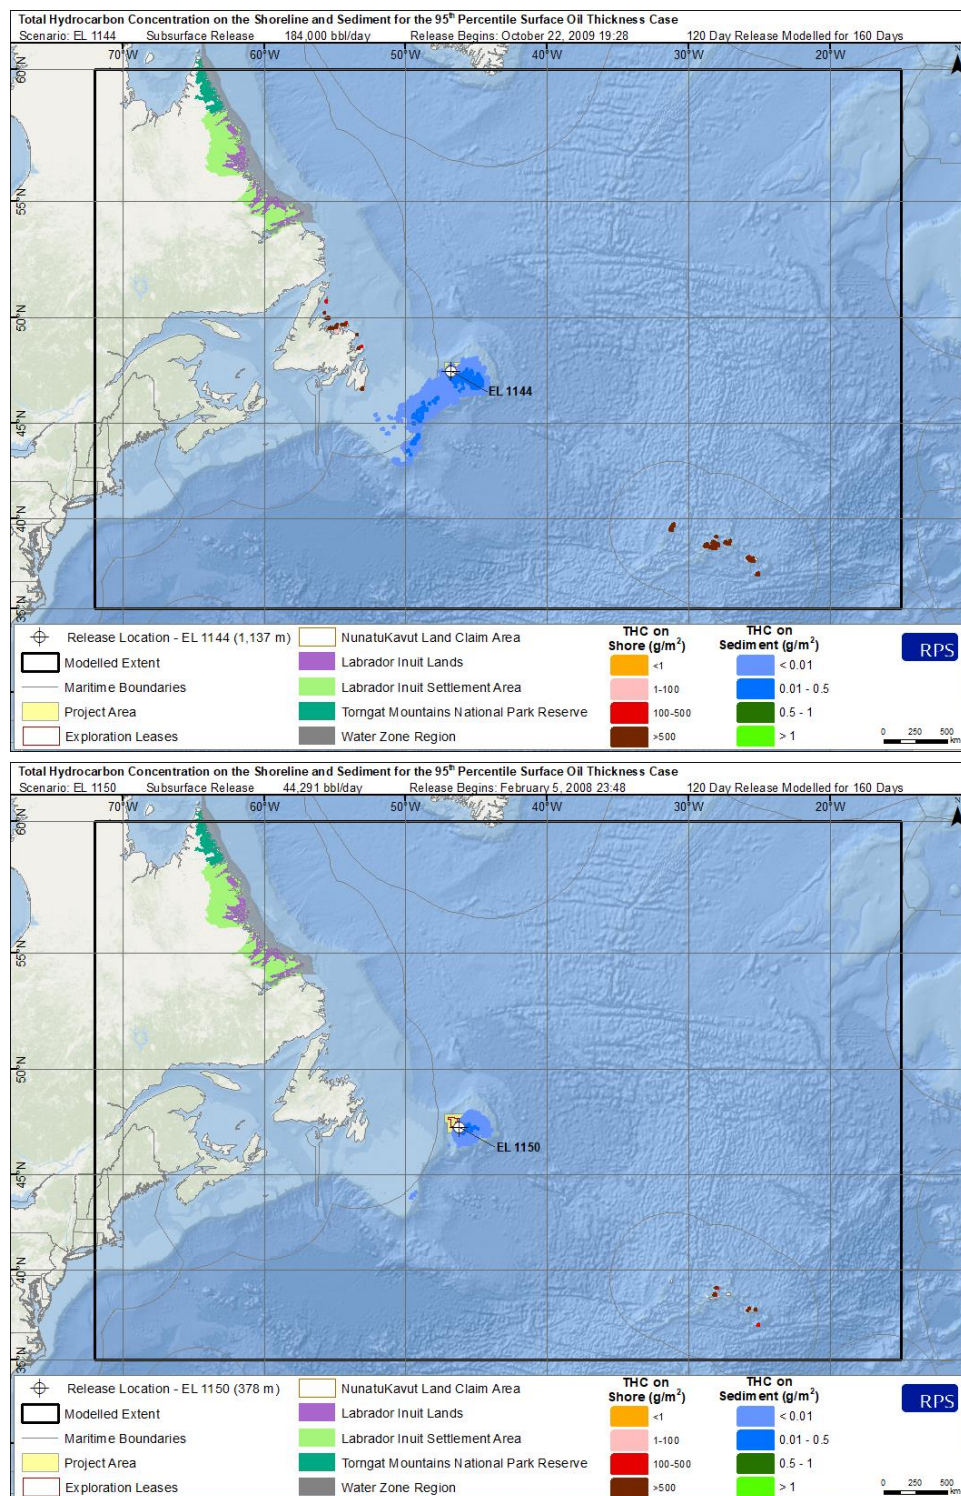 Total Hydrocarbon Concentration on the Shoreline and Sediment for the 95th Percentile Surface Oil Thickness Case
Scenario: EL 1144 Subsurface Release 184,000 bbl/day Release Begins: October 22, 2009 19:28 120 Day Release Modelled for 160 Days
70°W 60°W 50°W 40°W 30°W 20°W
N
60°N
55°N
50°N
EL 1144
45°N
40°N
35°N
Release Location - EL 1144 (1,137 m)
Modelled Extent
Maritime Boundaries
Project Area
Exploration Leases
NunatuKavut Land Claim Area
Labrador Inuit Lands
Labrador Inuit Settlement Area
Torngat Mountains National Park Reserve
Water Zone Region
THC on
Shore (g/m²)
<1
1-100
100-500
>500
THC on
Sediment (g/m²)
< 0.01
0.01 - 0.5
0.5 - 1
> 1
RPS
0 250 500
km
Total Hydrocarbon Concentration on the Shoreline and Sediment for the 95th Percentile Surface Oil Thickness Case
Scenario: EL 1150 Subsurface Release 44,291 bbl/day Release Begins: February 5, 2008 23:48 120 Day Release Modelled for 160 Days
70°W 60°W 50°W 40°W 30°W 20°W
N
60°N
55°N
50°N
EL 1150
45°N
40°N
35°N
Release Location - EL 1150 (378 m)
Modelled Extent
Maritime Boundaries
Project Area
Exploration Leases
NunatuKavut Land Claim Area
Labrador Inuit Lands
Labrador Inuit Settlement Area
Torngat Mountains National Park Reserve
Water Zone Region
THC on
Shore (g/m²)
<1
1-100
100-500
>500
THC on
Sediment (g/m²)
< 0.01
0.01 - 0.5
0.5 - 1
> 1
RPS
0 250 500
km